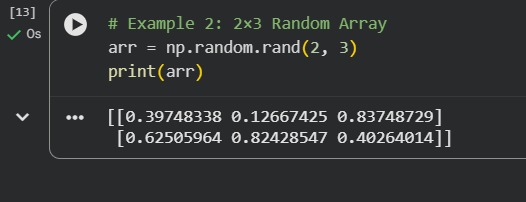 [13]
0s
# Example 2: 2×3 Random Array
arr = np.random.rand(2, 3)
print(arr)
[[0.39748338 0.12667425 0.83748729]
[0.62505964 0.82428547 0.40264014]]